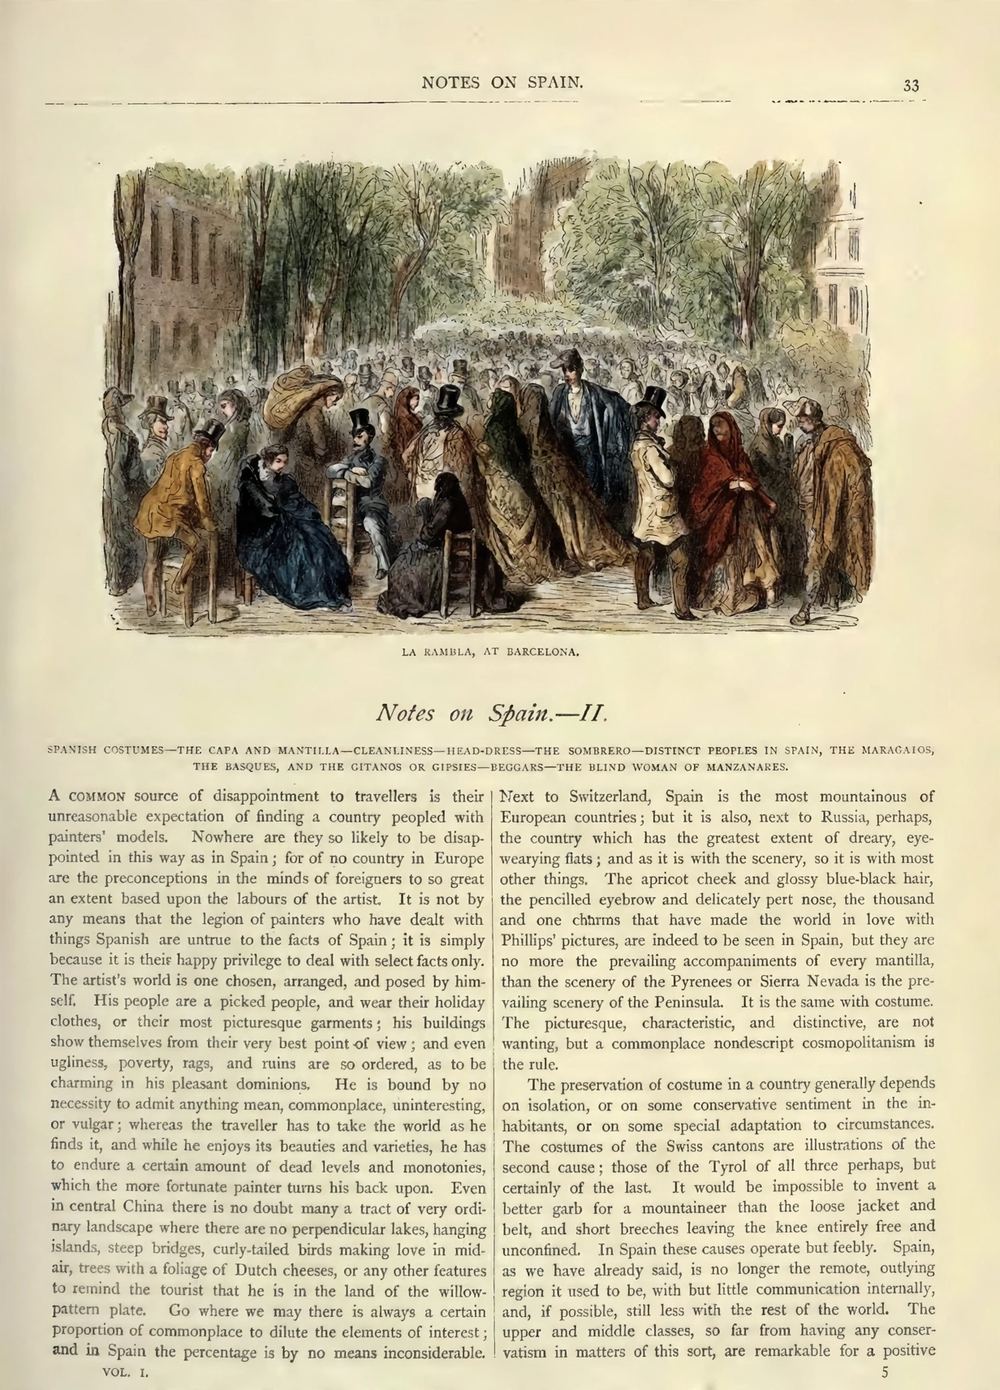 NOTES ON SPAIN.
33
LA RAMBLA, AT BARCELONA.
Notes on Spain.—II.
SPANISH COSTUMES—THE CAPA AND MANTILLA—CLEANLINESS—HEAD-DRESS—THE SOMBRERO—DISTINCT PEOPLES IN SPAIN, THE MARAGAIOS,
THE BASQUES, AND THE GITANOS OR GIPSIES—BEGGARS—THE BLIND WOMAN OF MANZANARES.
A COMMON source of disappointment to travellers is their
unreasonable expectation of finding a country peopled with
painters' models. Nowhere are they so likely to be disap-
pointed in this way as in Spain; for of no country in Europe
are the preconceptions in the minds of foreigners to so great
an extent based upon the labours of the artist. It is not by
any means that the legion of painters who have dealt with
things Spanish are untrue to the facts of Spain; it is simply
because it is their happy privilege to deal with select facts only.
The artist's world is one chosen, arranged, and posed by him-
self. His people are a picked people, and wear their holiday
clothes, or their most picturesque garments; his buildings
show themselves from their very best point of view; and even
ugliness, poverty, rags, and ruins are so ordered, as to be
charming in his pleasant dominions. He is bound by no
necessity to admit anything mean, commonplace, uninteresting,
or vulgar; whereas the traveller has to take the world as he
finds it, and while he enjoys its beauties and varieties, he has
to endure a certain amount of dead levels and monotonies,
which the more fortunate painter turns his back upon. Even
in central China there is no doubt many a tract of very ordi-
nary landscape where there are no perpendicular lakes, hanging
islands, steep bridges, curly-tailed birds making love in mid-
air, trees with a foliage of Dutch cheeses, or any other features
to remind the tourist that he is in the land of the willow-
pattern plate. Go where we may there is always a certain
proportion of commonplace to dilute the elements of interest;
and in Spain the percentage is by no means inconsiderable.
Next to Switzerland, Spain is the most mountainous of
European countries; but it is also, next to Russia, perhaps,
the country which has the greatest extent of dreary, eye-
wearying flats; and as it is with the scenery, so it is with most
other things. The apricot cheek and glossy blue-black hair,
the pencilled eyebrow and delicately pert nose, the thousand
and one charms that have made the world in love with
Phillips' pictures, are indeed to be seen in Spain, but they are
no more the prevailing accompaniments of every mantilla,
than the scenery of the Pyrenees or Sierra Nevada is the pre-
vailing scenery of the Peninsula. It is the same with costume.
The picturesque, characteristic, and distinctive, are not
wanting, but a commonplace nondescript cosmopolitanism is
the rule.
The preservation of costume in a country generally depends
on isolation, or on some conservative sentiment in the in-
habitants, or on some special adaptation to circumstances.
The costumes of the Swiss cantons are illustrations of the
second cause; those of the Tyrol of all three perhaps, but
certainly of the last. It would be impossible to invent a
better garb for a mountaineer than the loose jacket and
belt, and short breeches leaving the knee entirely free and
unconfined. In Spain these causes operate but feebly. Spain,
as we have already said, is no longer the remote, outlying
region it used to be, with but little communication internally,
and, if possible, still less with the rest of the world. The
upper and middle classes, so far from having any conser-
vatism in matters of this sort, are remarkable for a positive
VOL. I.
5